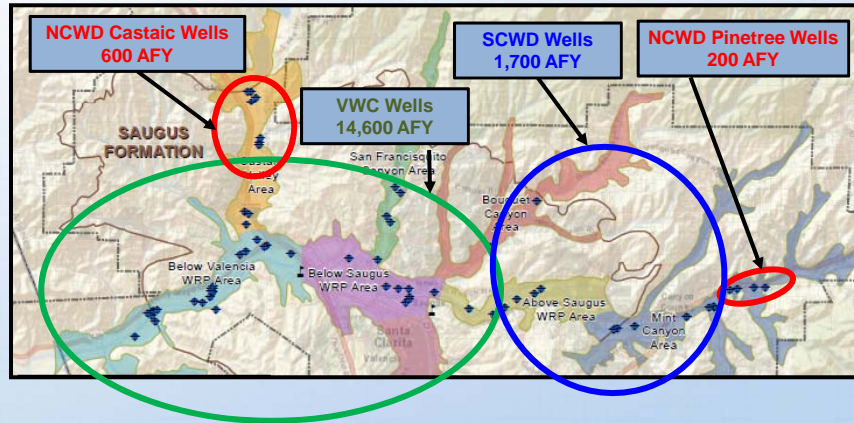 NCWD Castaic Wells
600 AFY
SCWD Wells
1,700 AFY
NCWD Pinetree Wells
200 AFY
VWC Wells
14,600 AFY
SAUGUS
FORMATION
San Francisquito
Canyon Area
Area
Bouquet
Canyon
Area
Below Valencia
WRP Area
Below Saugus
WRP Area
Above Saugus
WRP Area
Mint
Canyon
Area
Santa
Clarita
Valencia